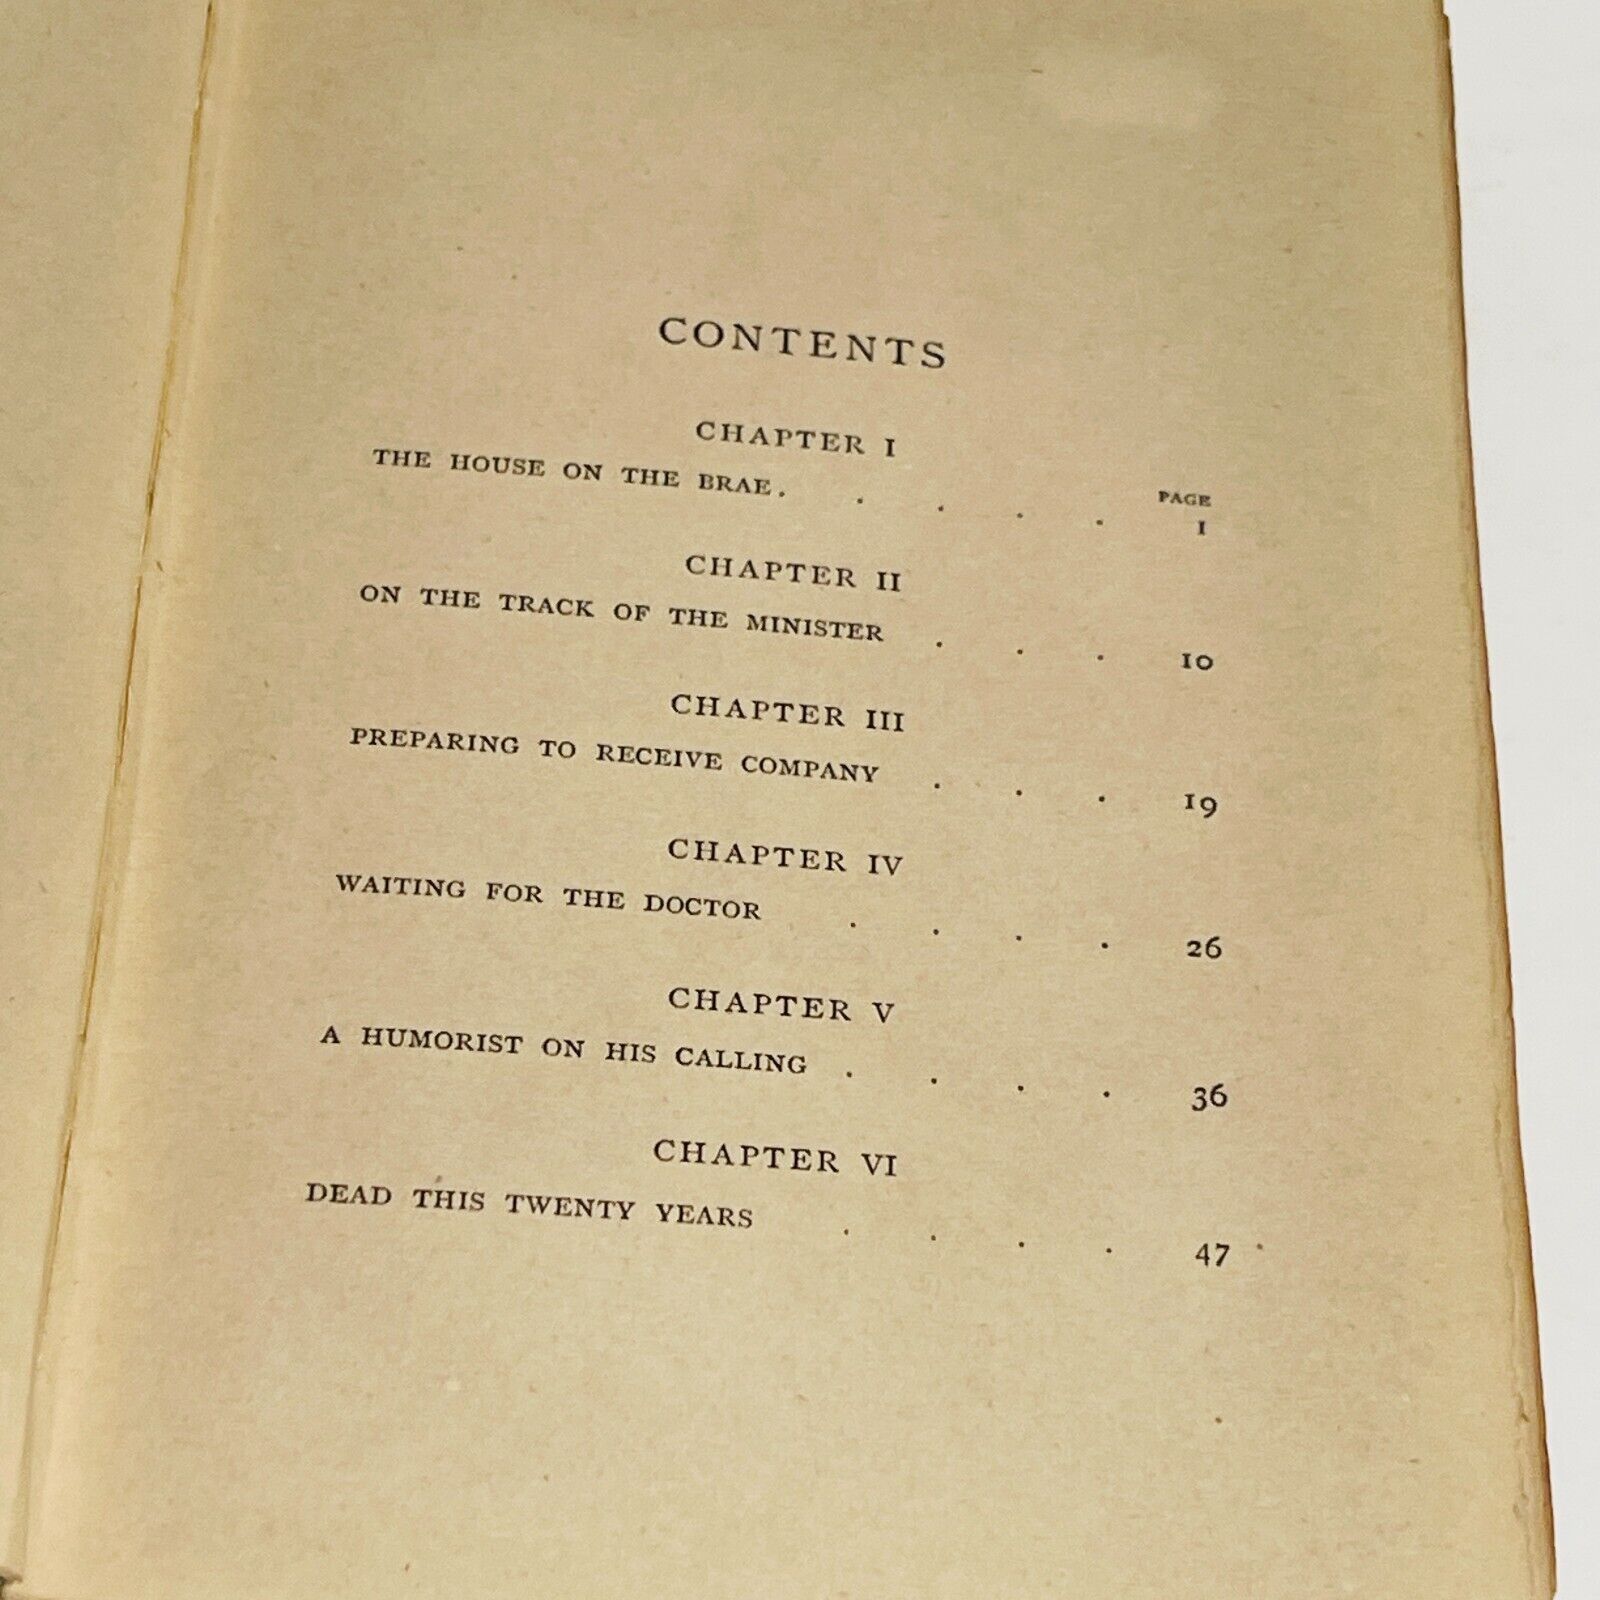 CONTENTS
CHAPTER I
PAGE
THE HOUSE ON THE BRAE. . . . . 1
CHAPTER II
ON THE TRACK OF THE MINISTER . . . 10
CHAPTER III
PREPARING TO RECEIVE COMPANY . . . 19
CHAPTER IV
WAITING FOR THE DOCTOR . . . . 26
CHAPTER V
A HUMORIST ON HIS CALLING . . . . 36
CHAPTER VI
DEAD THIS TWENTY YEARS . . . . 47